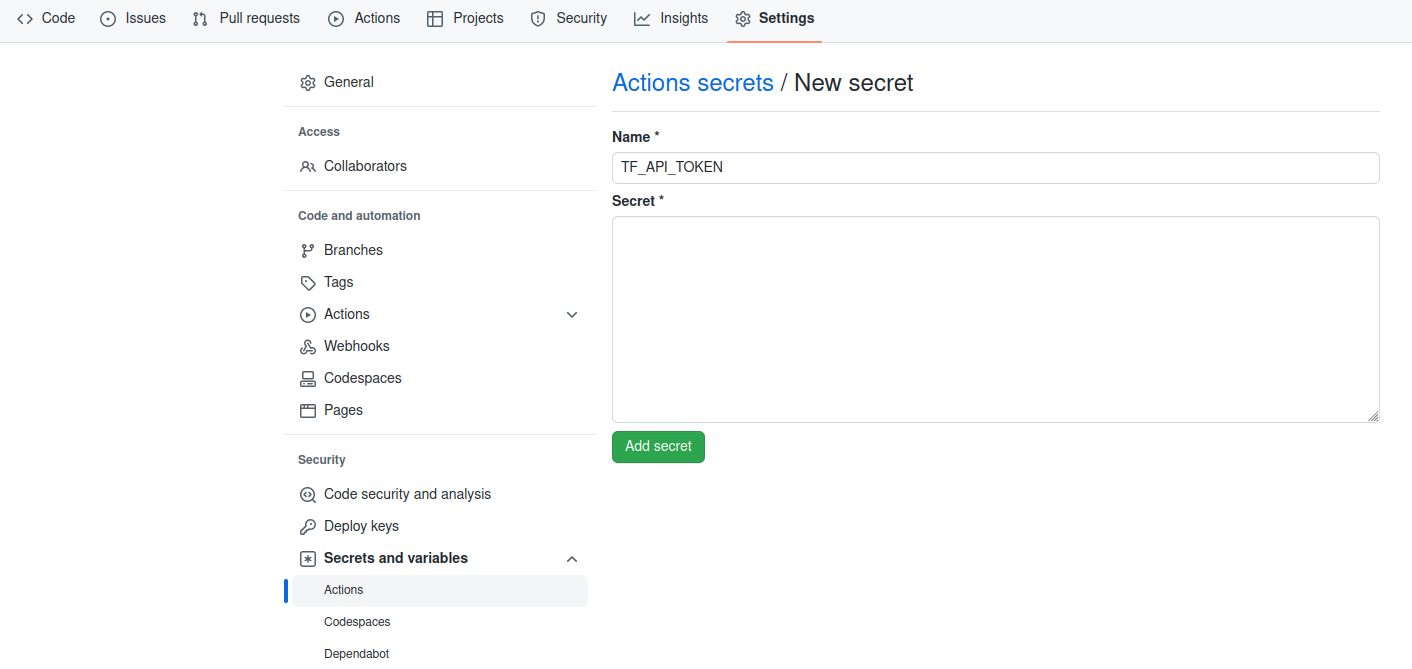 Code Issues Pull requests Actions Projects Security Insights Settings
General
Access
Collaborators
Code and automation
Branches
Tags
Actions
Webhooks
Codespaces
Pages
Security
Code security and analysis
Deploy keys
Secrets and variables
Actions
Codespaces
Dependabot
Actions secrets / New secret
Name *
TF_API_TOKEN
Secret *
Add secret